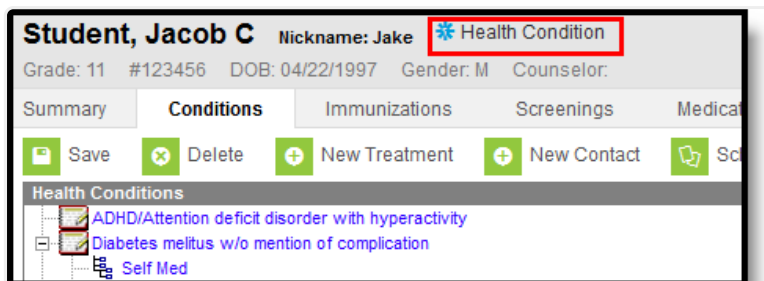 Student, Jacob C Nickname: Jake Health Condition
Grade: 11 #123456 DOB: 04/22/1997 Gender: M Counselor:
Summary Conditions Immunizations Screenings Medicat
Save Delete New Treatment New Contact Scl
Health Conditions
ADHD/Attention deficit disorder with hyperactivity
Diabetes melitus w/o mention of complication
Self Med